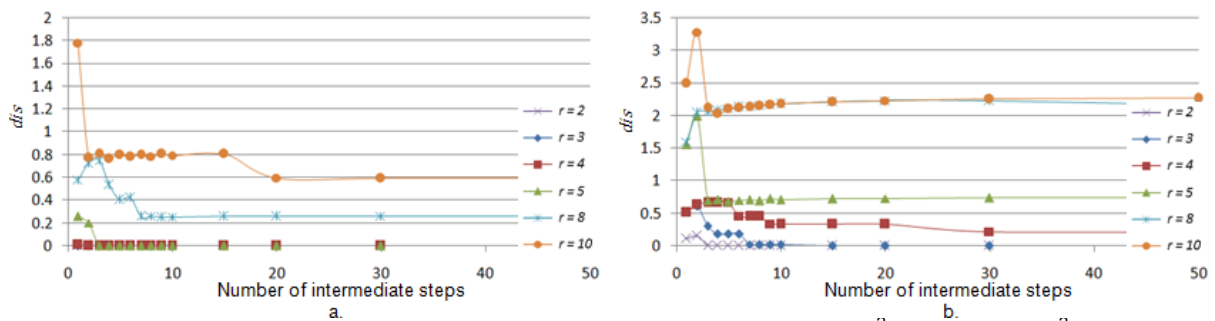 2
1.8
1.6
1.4
1.2
1
0.8
0.6
0.4
0.2
0
dis
0 10 20 30 40 50
Number of intermediate steps
a.
r = 2
r = 3
r = 4
r = 5
r = 8
r = 10
3.5
3
2.5
2
1.5
1
0.5
0
dis
0 10 20 30 40 50
Number of intermediate steps
b.
r = 2
r = 3
r = 4
r = 5
r = 8
r = 10